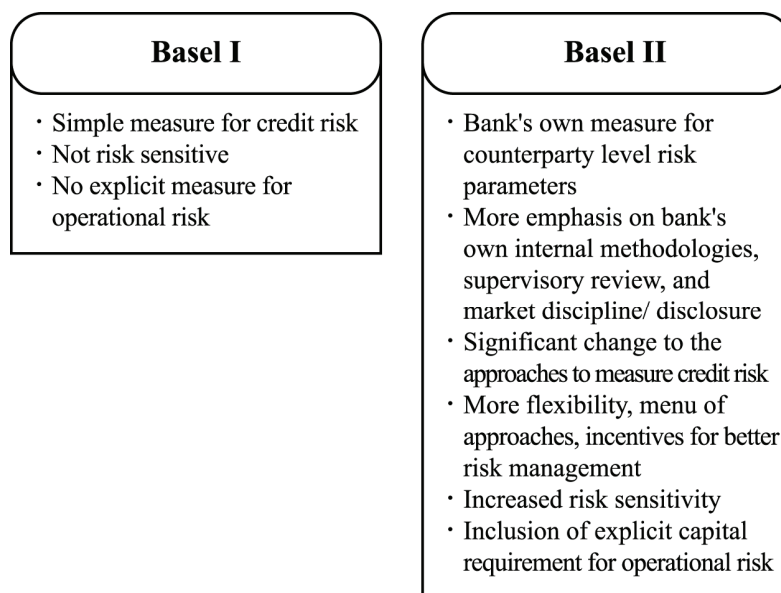 Basel I
· Simple measure for credit risk
· Not risk sensitive
· No explicit measure for
operational risk
Basel II
· Bank's own measure for
counterparty level risk
parameters
· More emphasis on bank's
own internal methodologies,
supervisory review, and
market discipline/ disclosure
· Significant change to the
approaches to measure credit risk
· More flexibility, menu of
approaches, incentives for better
risk management
· Increased risk sensitivity
· Inclusion of explicit capital
requirement for operational risk